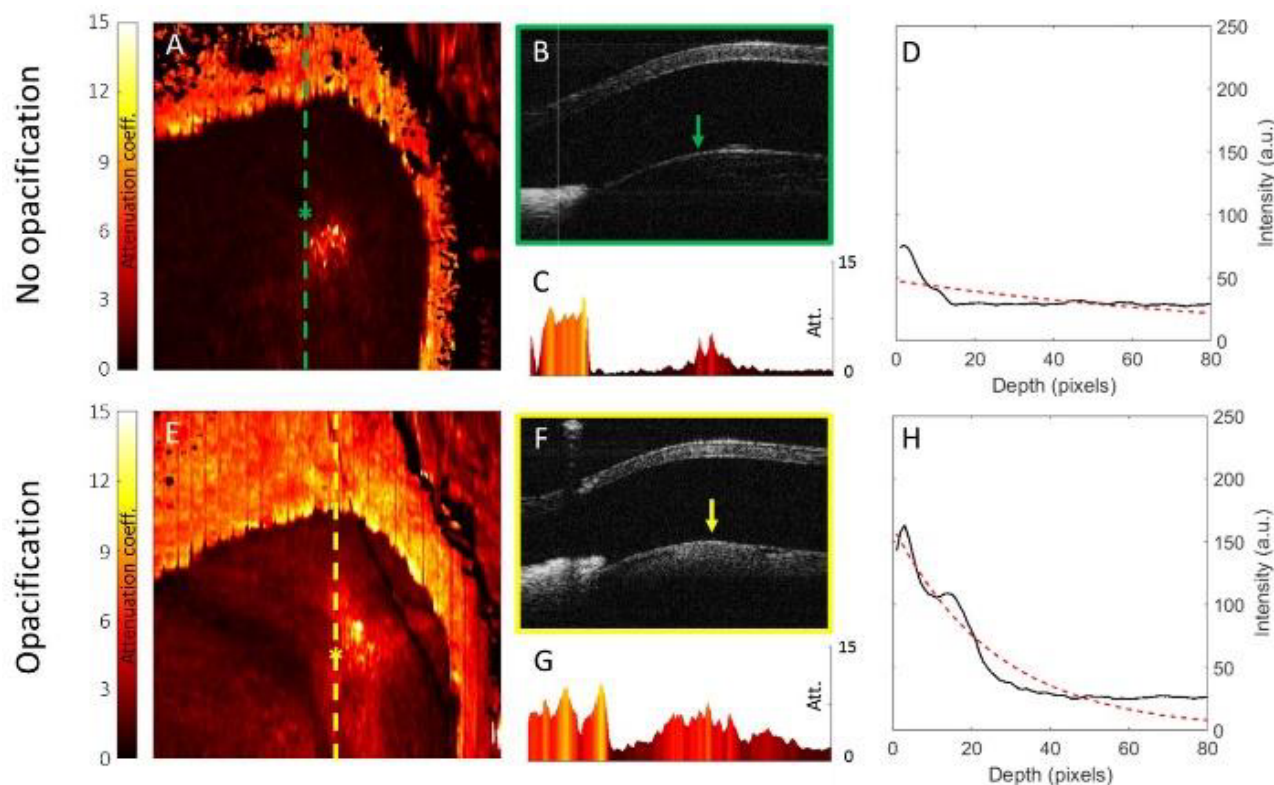 No opacification
Attenuation coeff.
15
12
9
6
3
0
A
B
C
15
Att.
0
D
250
200
150
100
50
0
Intensity (a.u.)
0
20
40
60
80
Depth (pixels)
Opacification
Attenuation coeff.
15
12
9
6
3
0
E
F
G
15
Att.
0
H
250
200
150
100
50
0
Intensity (a.u.)
0
20
40
60
80
Depth (pixels)